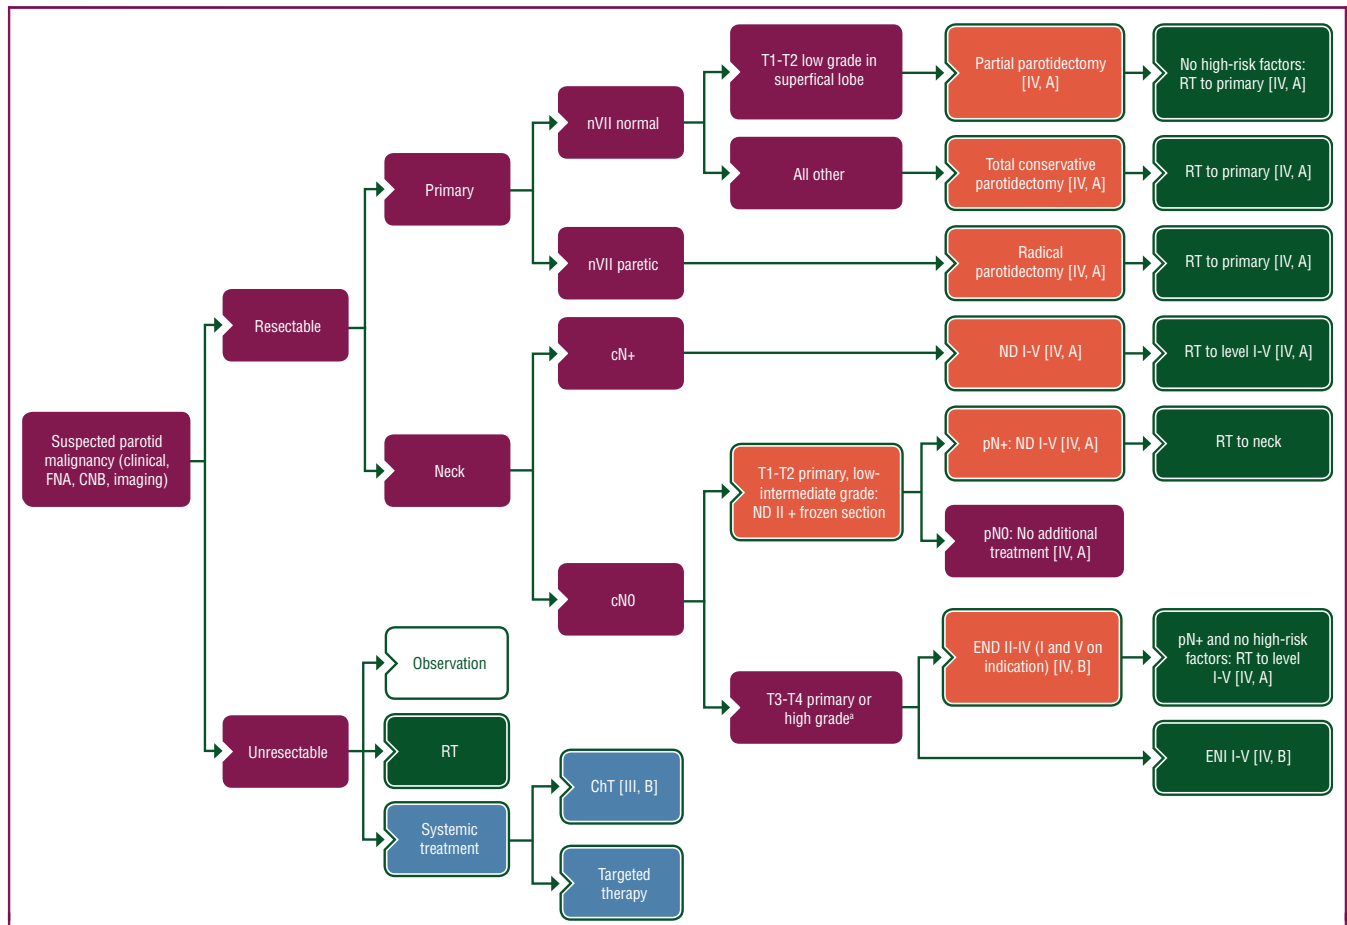 T1-T2 low grade in
superfical lobe
Partial parotidectomy
[IV, A]
No high-risk factors:
RT to primary [IV, A]
nVII normal
All other
Total conservative
parotidectomy [IV, A]
RT to primary [IV, A]
Primary
nVII paretic
Radical
parotidectomy [IV, A]
RT to primary [IV, A]
Resectable
cN+
ND I-V [IV, A]
RT to level I-V [IV, A]
Suspected parotid
malignancy (clinical,
FNA, CNB, imaging)
Neck
T1-T2 primary, low-
intermediate grade:
ND II + frozen section
pN+: ND I-V [IV, A]
RT to neck
pN0: No additional
treatment [IV, A]
cN0
T3-T4 primary or
high gradeª
END II-IV (I and V on
indication) [IV, B]
pN+ and no high-risk
factors: RT to level
I-V [IV, A]
ENI I-V [IV, B]
Unresectable
Observation
RT
Systemic
treatment
ChT [III, B]
Targeted
therapy